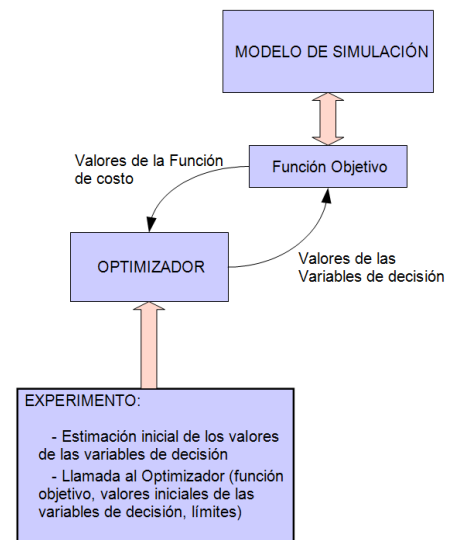 MODELO DE SIMULACIÓN
Valores de la Función
de costo
Función Objetivo
OPTIMIZADOR
Valores de las
Variables de decisión
EXPERIMENTO:
- Estimación inicial de los valores
de las variables de decisión
- Llamada al Optimizador (función
objetivo, valores iniciales de las
variables de decisión, límites)